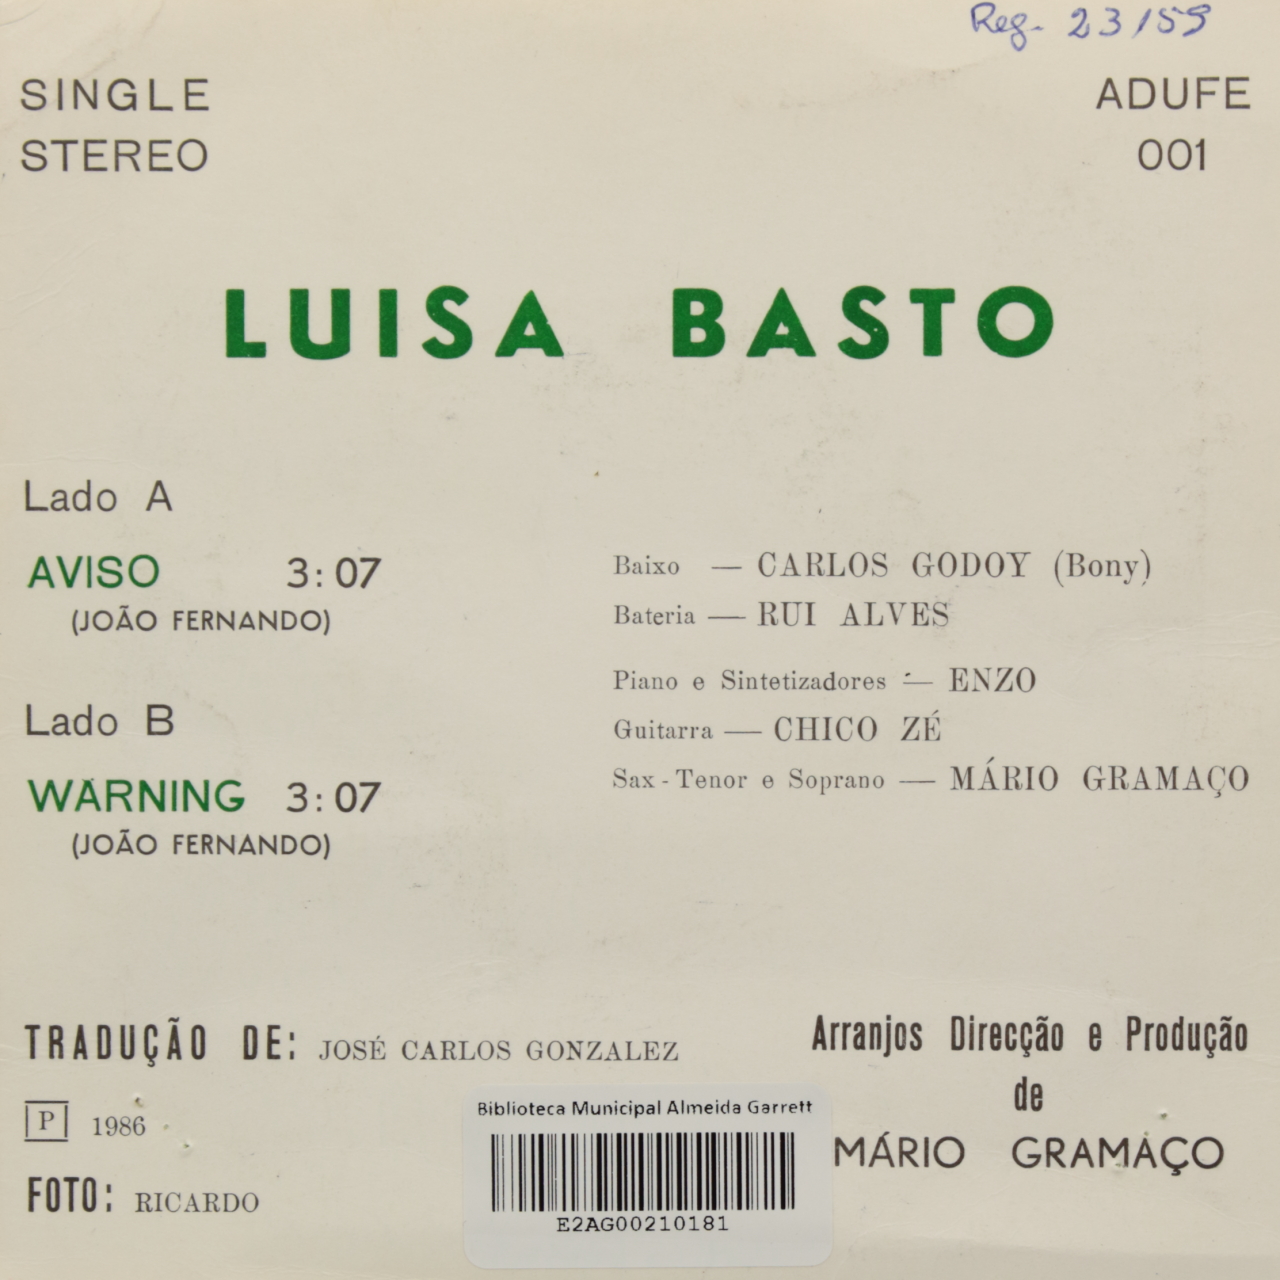 Reg. 23159
SINGLE
STEREO
ADUFE
001
LUISA BASTO
Lado A
AVISO 3:07
(JOÃO FERNANDO)
Lado B
WARNING 3:07
(JOÃO FERNANDO)
Baixo — CARLOS GODOY (Bony)
Bateria — RUI ALVES
Piano e Sintetizadores — ENZO
Guitarra — CHICO ZÉ
Sax - Tenor e Soprano — MÁRIO GRAMAÇO
TRADUÇÃO DE: JOSÉ CARLOS GONZALEZ
P 1986
FOTO: RICARDO
Arranjos Direcção e Produção
de
MÁRIO GRAMAÇO
Biblioteca Municipal Almeida Garrett
E2AG00210181